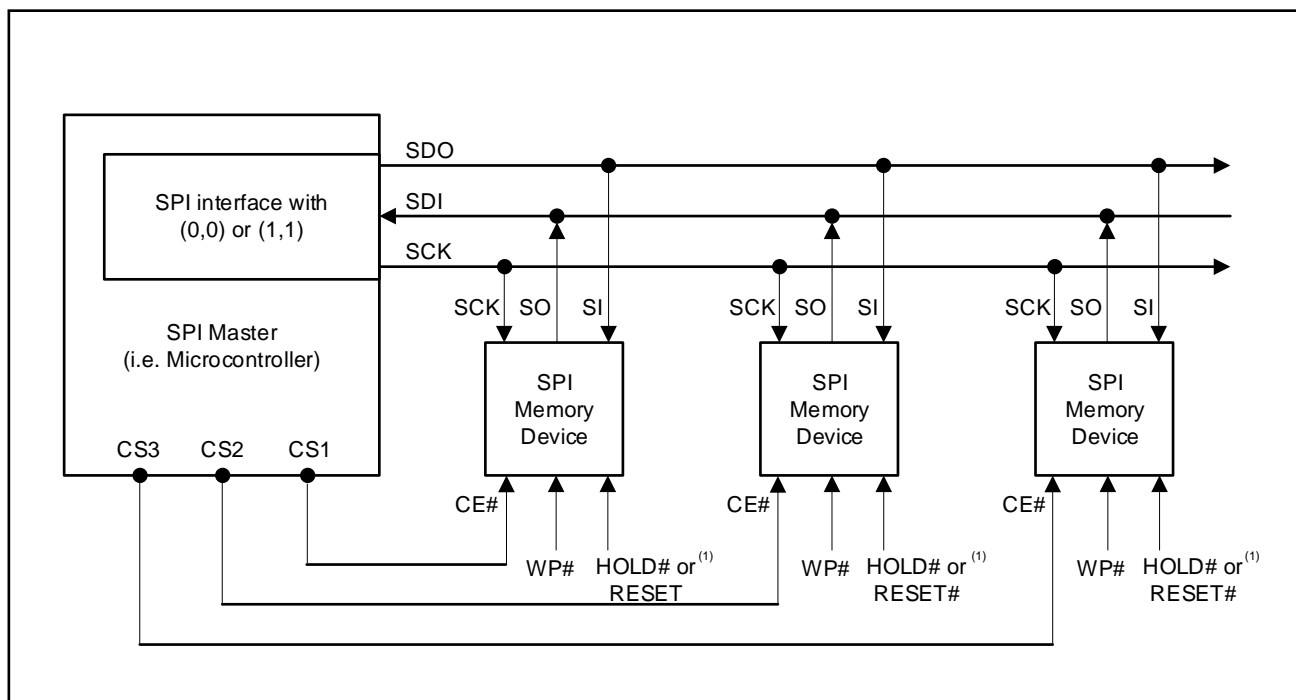 SDO
SPI interface with
(0,0) or (1,1)
SDI
SCK
SPI Master
(i.e. Microcontroller)
SCK SO SI
SCK SO SI
SCK SO SI
SPI
Memory
Device
SPI
Memory
Device
SPI
Memory
Device
CS3 CS2 CS1
CE#
WP#
HOLD# or (1)
RESET
CE#
WP#
HOLD# or (1)
RESET#
CE#
WP#
HOLD# or (1)
RESET#